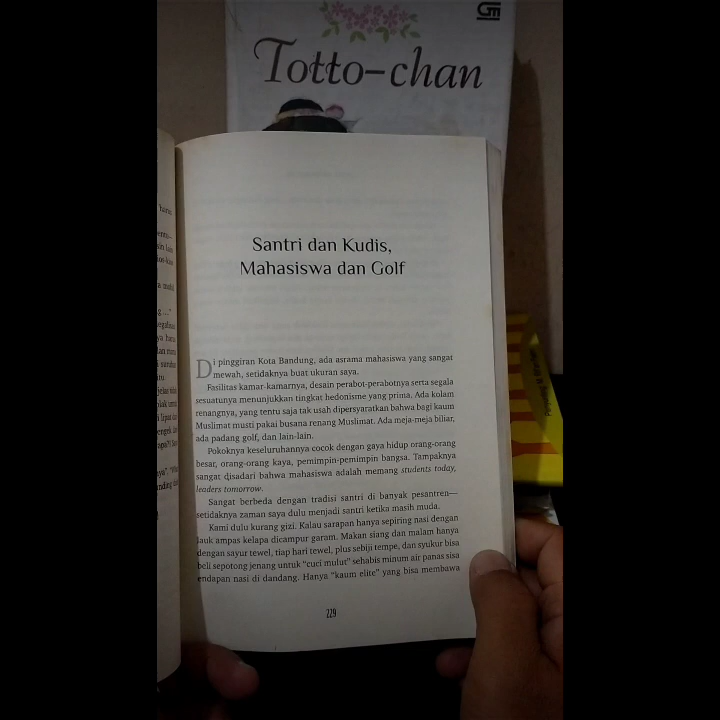 GM
Totto-chan
Santri dan Kudis,
Mahasiswa dan Golf
Di pinggiran Kota Bandung, ada asrama mahasiswa yang sangat
mewah, setidaknya buat ukuran saya.
Fasilitas kamar-kamarnya, desain perabot-perabotnya serta segala
sesuatunya menunjukkan tingkat hedonisme yang prima. Ada kolam
renangnya, yang tentu saja tak usah dipersyaratkan bahwa bagi kaum
Muslimat musti pakai busana renang Muslimat. Ada meja-meja biliar,
ada padang golf, dan lain-lain.
Pokoknya keseluruhannya cocok dengan gaya hidup orang-orang
besar, orang-orang kaya, pemimpin-pemimpin bangsa. Tampaknya
sangat disadari bahwa mahasiswa adalah memang students today,
leaders tomorrow.
Sangat berbeda dengan tradisi santri di banyak pesantren—
setidaknya zaman saya dulu menjadi santri ketika masih muda.
Kami dulu kurang gizi. Kalau sarapan hanya sepiring nasi dengan
lauk ampas kelapa dicampur garam. Makan siang dan malam hanya
dengan sayur tewel, tiap hari tewel, plus sebiji tempe, dan syukur bisa
beli sepotong jenang untuk "cuci mulut" sehabis minum air panas sisa
endapan nasi di dandang. Hanya "kaum elite" yang bisa membawa
229